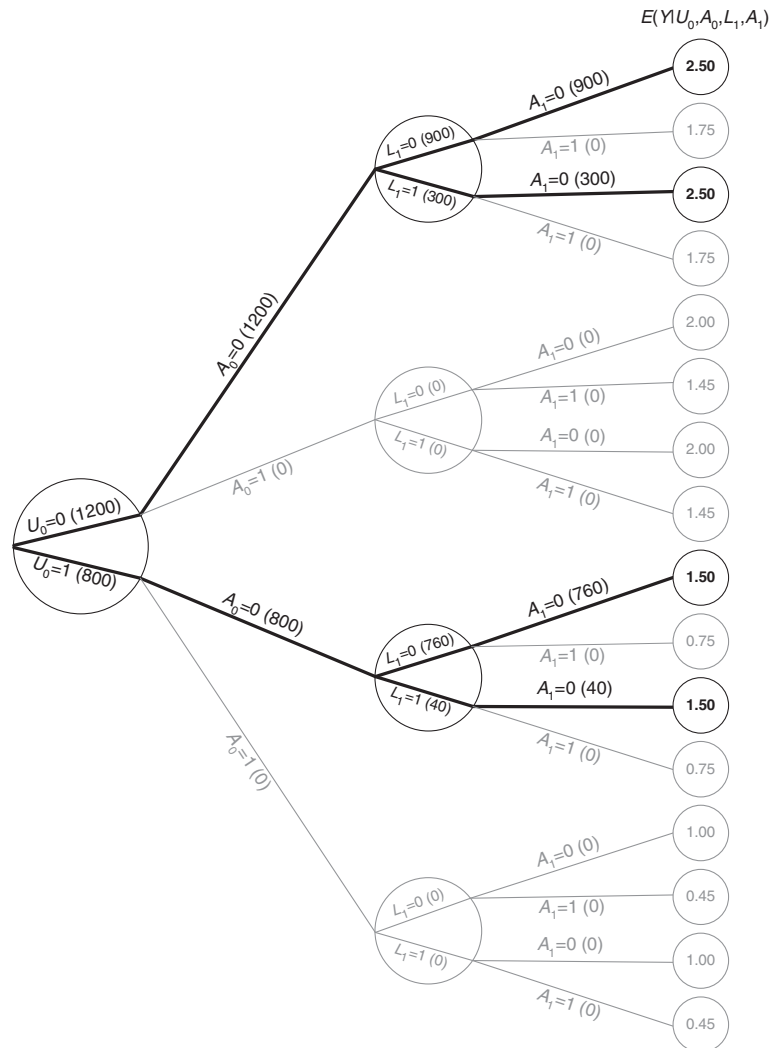 E(Y|U₀,A₀,L₁,A₁)
A₁=0 (900)
2.50
L₁=0 (900)
A₁=1 (0)
1.75
L₁=1 (300)
A₁=0 (300)
2.50
A₁=1 (0)
1.75
A₀=0 (1200)
A₁=0 (0)
2.00
L₁=0 (0)
A₁=1 (0)
1.45
L₁=1 (0)
A₁=0 (0)
2.00
A₀=1 (0)
A₁=1 (0)
1.45
U₀=0 (1200)
U₀=1 (800)
A₀=0 (800)
A₁=0 (760)
1.50
L₁=0 (760)
A₁=1 (0)
0.75
L₁=1 (40)
A₁=0 (40)
1.50
A₁=1 (0)
0.75
A₀=1 (0)
A₁=0 (0)
1.00
L₁=0 (0)
A₁=1 (0)
0.45
L₁=1 (0)
A₁=0 (0)
1.00
A₁=1 (0)
0.45